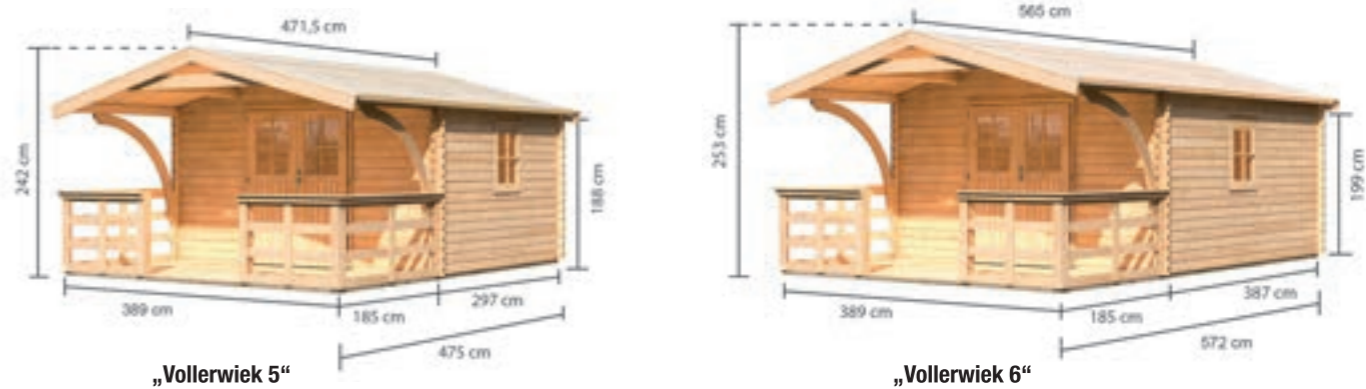 471,5 cm
242 cm
188 cm
389 cm
185 cm
297 cm
475 cm
„Vollerwiek 5“
565 cm
253 cm
199 cm
389 cm
185 cm
387 cm
572 cm
„Vollerwiek 6“